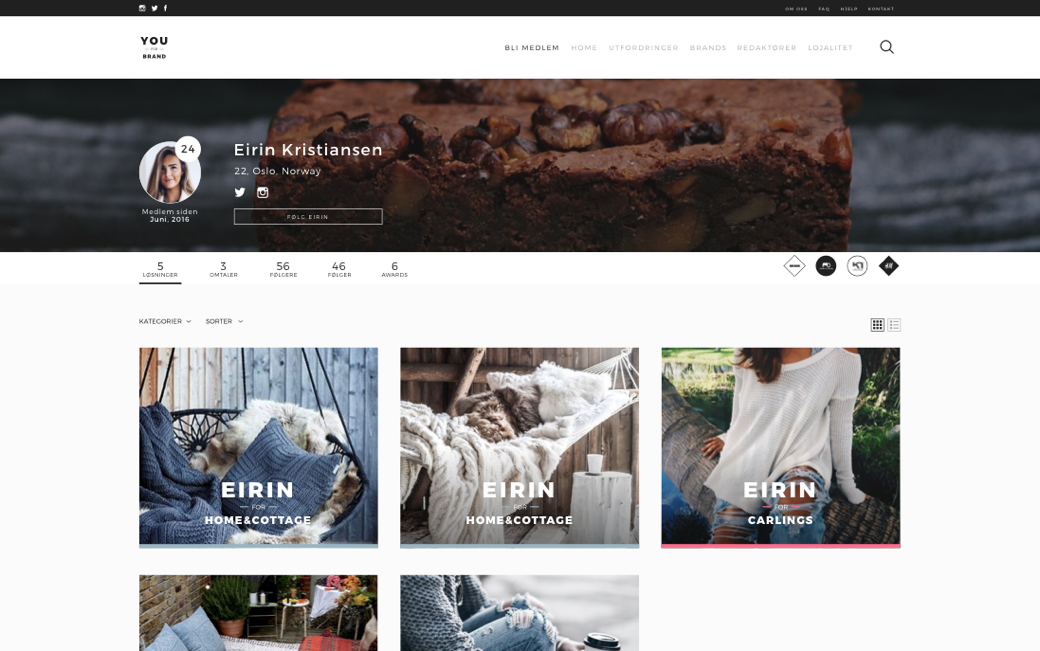 OM OSS FAQ HJELP KONTAKT
YOU
FOR
BRAND
BLI MEDLEM HOME UTFORDRINGER BRANDS REDAKTØRER LOJALITET
24
Eirin Kristiansen
22, Oslo, Norway
Medlem siden
Juni, 2016
FØLG EIRIN
5 3 56 46 6
LØSNINGER OMTALER FØLGERE FØLGER AWARDS
KATEGORIER SORTER
EIRIN
FOR
HOME&COTTAGE
EIRIN
FOR
HOME&COTTAGE
EIRIN
FOR
CARLINGS